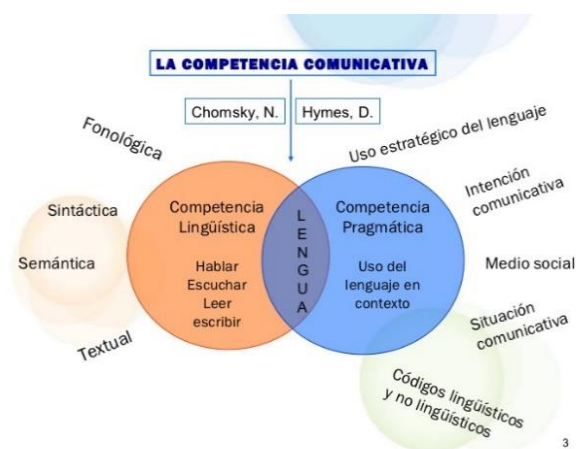 LA COMPETENCIA COMUNICATIVA
Chomsky, N.
Hymes, D.
Fonológica
Sintáctica
Semántica
Textual
Competencia
Lingüística
Hablar
Escuchar
Leer
escribir
LENGUA
Competencia
Pragmática
Uso del
lenguaje en
contexto
Uso estratégico del lenguaje
Intención
comunicativa
Medio social
Situación
comunicativa
Códigos lingüísticos
y no lingüísticos
3